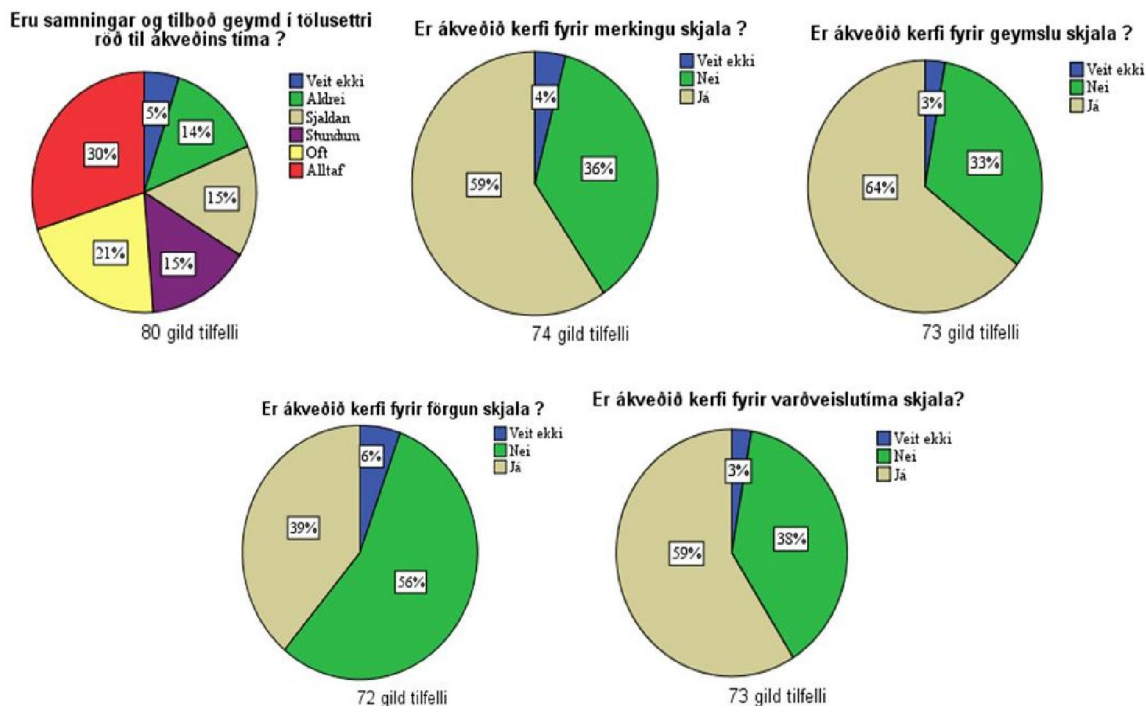 Eru samningar og tilboð geymd í tölusettri
röð til ákveðins tíma ?
Veit ekki
Aldrei
Sjaldan
Stundum
Oft
Alltaf
5%
14%
15%
15%
21%
30%
80 gild tilfelli
Er ákveðið kerfi fyrir merkingu skjala ?
Veit ekki
Nei
Já
4%
36%
59%
74 gild tilfelli
Er ákveðið kerfi fyrir geymslu skjala ?
Veit ekki
Nei
Já
3%
33%
64%
73 gild tilfelli
Er ákveðið kerfi fyrir förgun skjala ?
Veit ekki
Nei
Já
6%
56%
39%
72 gild tilfelli
Er ákveðið kerfi fyrir varðveislutíma skjala?
Veit ekki
Nei
Já
3%
38%
59%
73 gild tilfelli